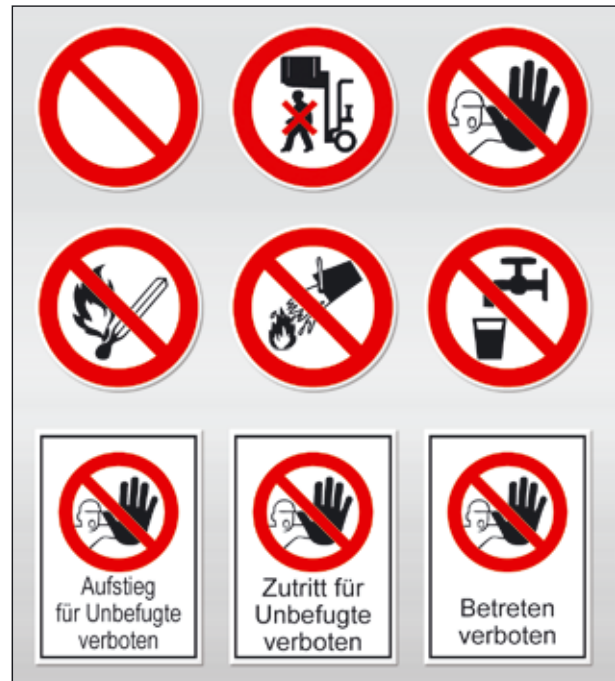 Aufstieg
für Unbefugte
verboten
Zutritt für
Unbefugte
verboten
Betreten
verboten